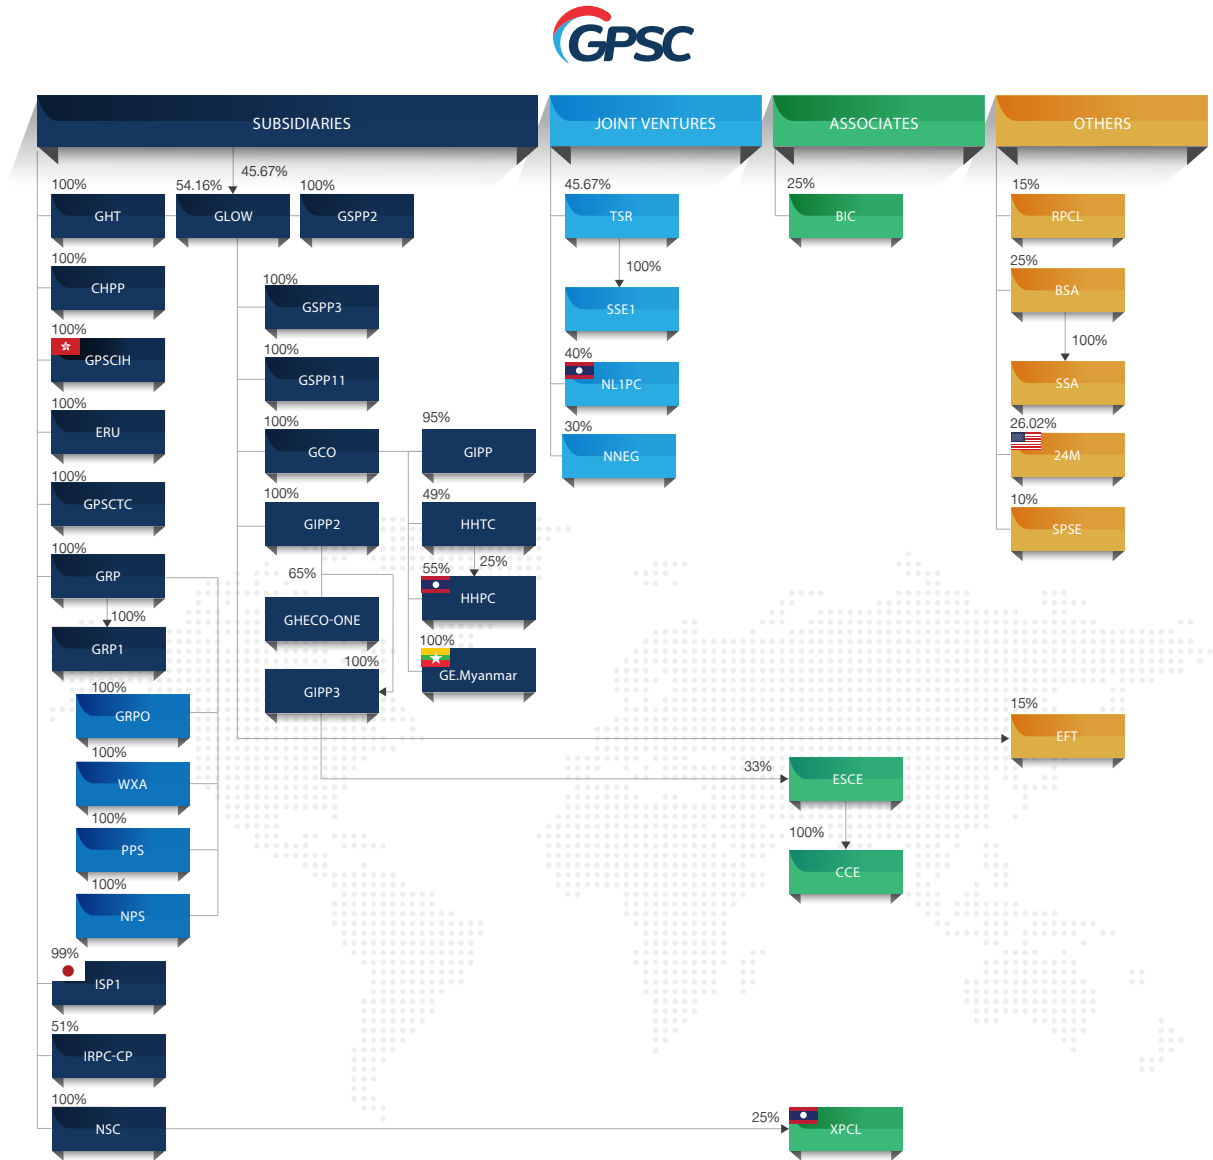 GPSC
SUBSIDIARIES
JOINT VENTURES
ASSOCIATES
OTHERS
45.67%
100%
GHT
54.16%
GLOW
100%
GSPP2
100%
CHPP
100%
GPSCIH
100%
ERU
100%
GPSCTC
100%
GRP
100%
GRP1
100%
GRPO
100%
WXA
100%
PPS
100%
NPS
99%
ISP1
51%
IRPC-CP
100%
NSC
100%
GSPP3
100%
GSPP11
100%
GCO
100%
GIPP2
65%
GHECO-ONE
100%
GIPP3
95%
GIPP
49%
HHTC
25%
55%
HHPC
100%
GE.Myanmar
45.67%
TSR
100%
SSE1
40%
NL1PC
30%
NNEG
25%
BIC
33%
ESCE
100%
CCE
25%
XPCL
15%
RPCL
25%
BSA
100%
SSA
26.02%
24M
10%
SPSE
15%
EFT